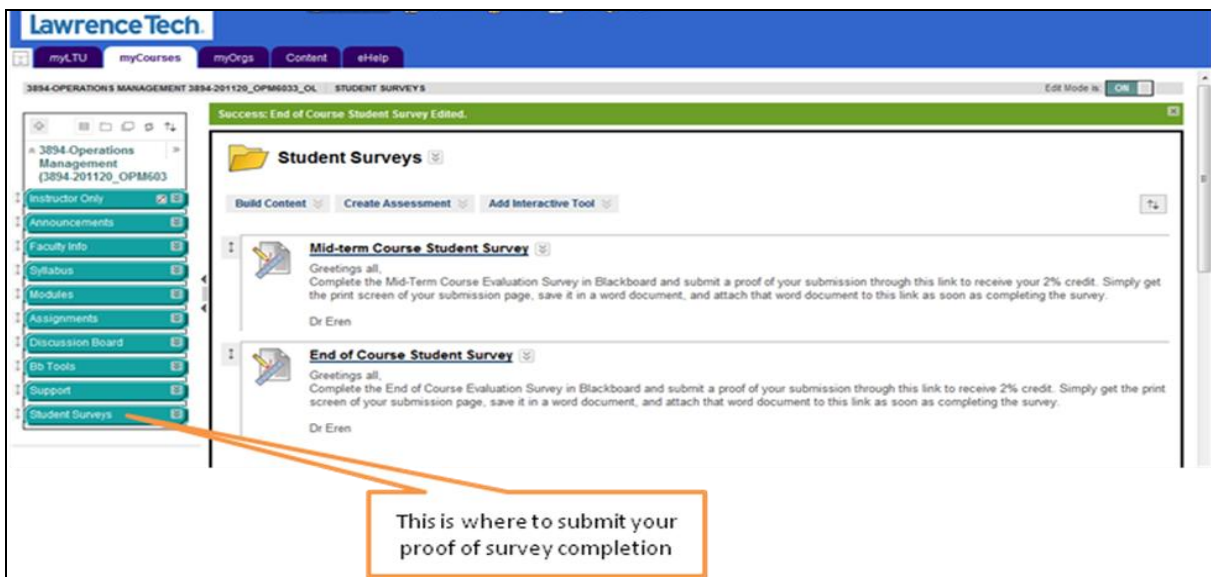 LawrenceTech.
myLTU myCourses myOrgs Content eHelp
3894-OPERATIONS MANAGEMENT 3894-201120_OPM6033_OL STUDENT SURVEYS Edit Mode is: ON
Success: End of Course Student Survey Edited.
3894-Operations
Management
(3894-201120_OPM603
Instructor Only
Announcements
Faculty Info
Syllabus
Modules
Assignments
Discussion Board
Bb Tools
Support
Student Surveys
Student Surveys
Build Content Create Assessment Add Interactive Tool
Mid-term Course Student Survey
Greetings all,
Complete the Mid-Term Course Evaluation Survey in Blackboard and submit a proof of your submission through this link to receive your 2% credit. Simply get
the print screen of your submission page, save it in a word document, and attach that word document to this link as soon as completing the survey.
Dr Eren
End of Course Student Survey
Greetings all,
Complete the End of Course Evaluation Survey in Blackboard and submit a proof of your submission through this link to receive 2% credit. Simply get the print
screen of your submission page, save it in a word document, and attach that word document to this link as soon as completing the survey.
Dr Eren
This is where to submit your
proof of survey completion